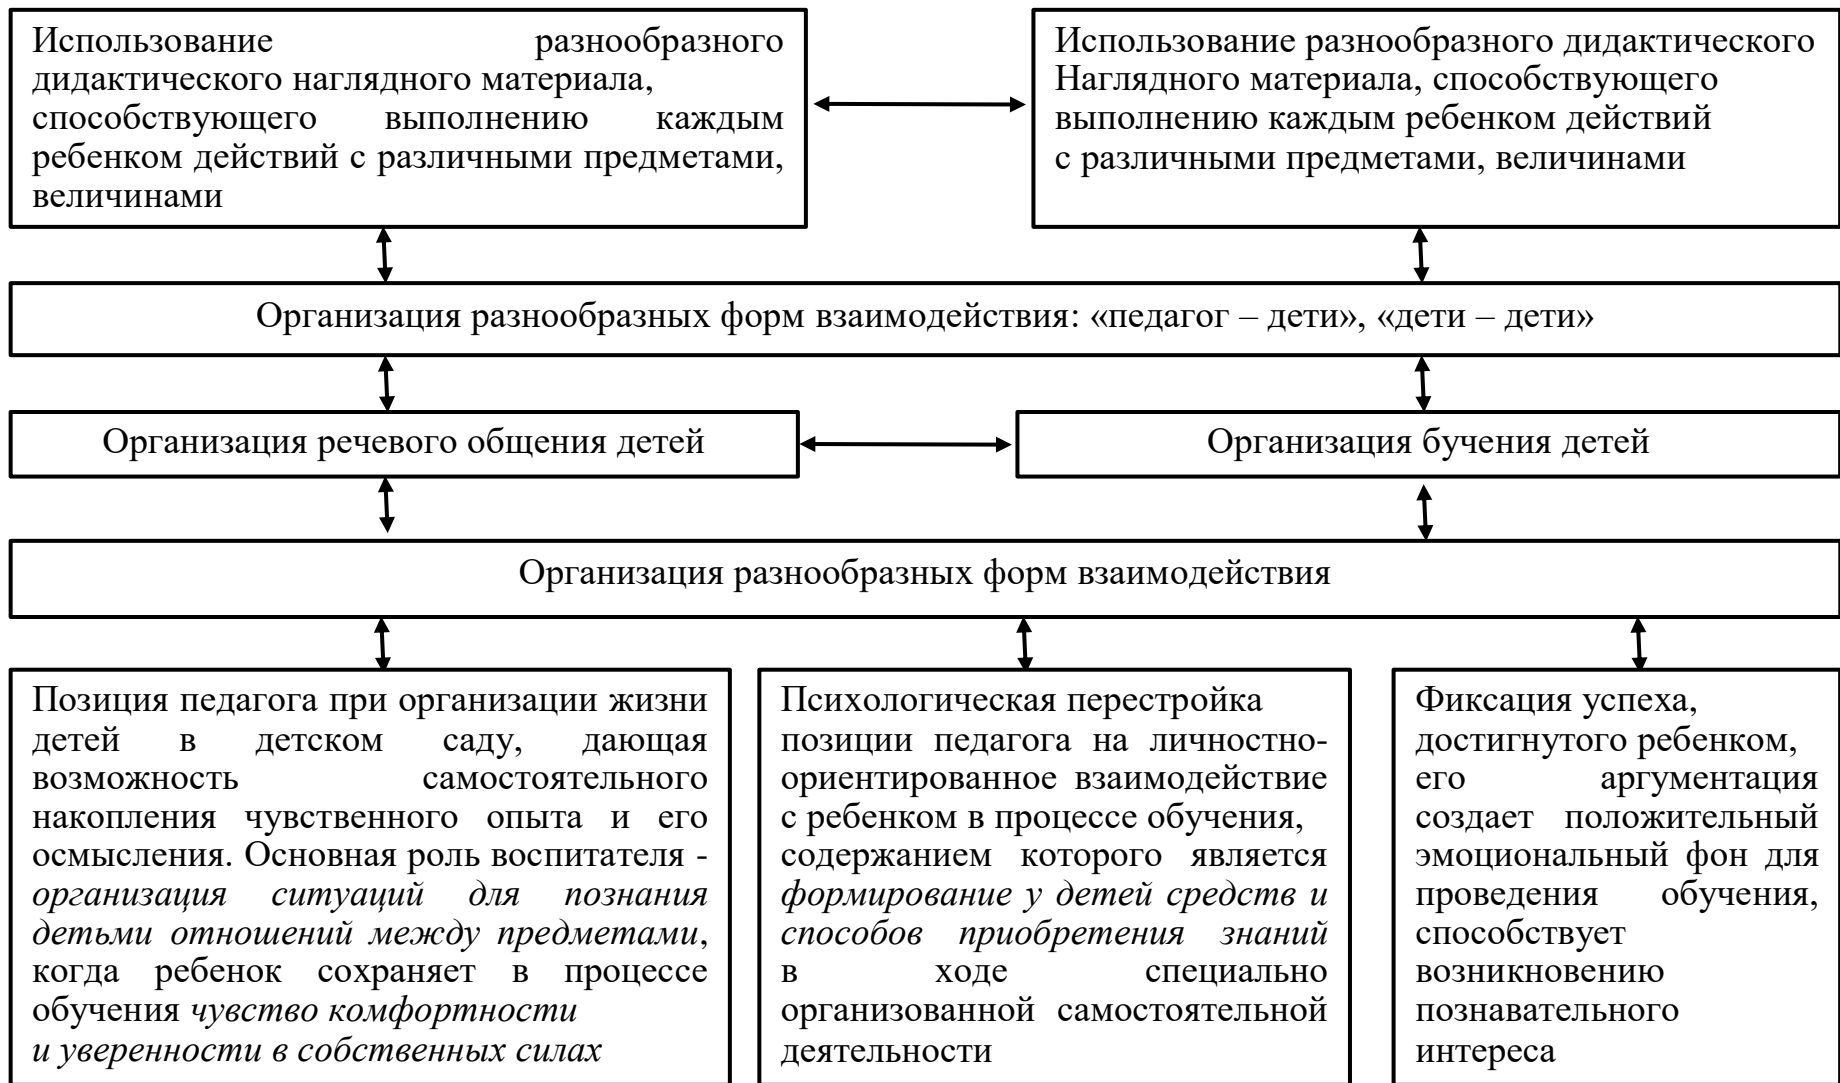 Использование разнообразного
дидактического наглядного материала,
способствующего выполнению каждым
ребенком действий с различными предметами,
величинами
Использование разнообразного дидактического
Наглядного материала, способствующего
выполнению каждым ребенком действий
с различными предметами, величинами
Организация разнообразных форм взаимодействия: «педагог – дети», «дети – дети»
Организация речевого общения детей
Организация бучения детей
Организация разнообразных форм взаимодействия
Позиция педагога при организации жизни
детей в детском саду, дающая
возможность самостоятельного
накопления чувственного опыта и его
осмысления. Основная роль воспитателя -
организация ситуаций для познания
детьми отношений между предметами,
когда ребенок сохраняет в процессе
обучения чувство комфортности
и уверенности в собственных силах
Психологическая перестройка
позиции педагога на личностно-
ориентированное взаимодействие
с ребенком в процессе обучения,
содержанием которого является
формирование у детей средств и
способов приобретения знаний
в ходе специально
организованной самостоятельной
деятельности
Фиксация успеха,
достигнутого ребенком,
его аргументация
создает положительный
эмоциональный фон для
проведения обучения,
способствует
возникновению
познавательного
интереса